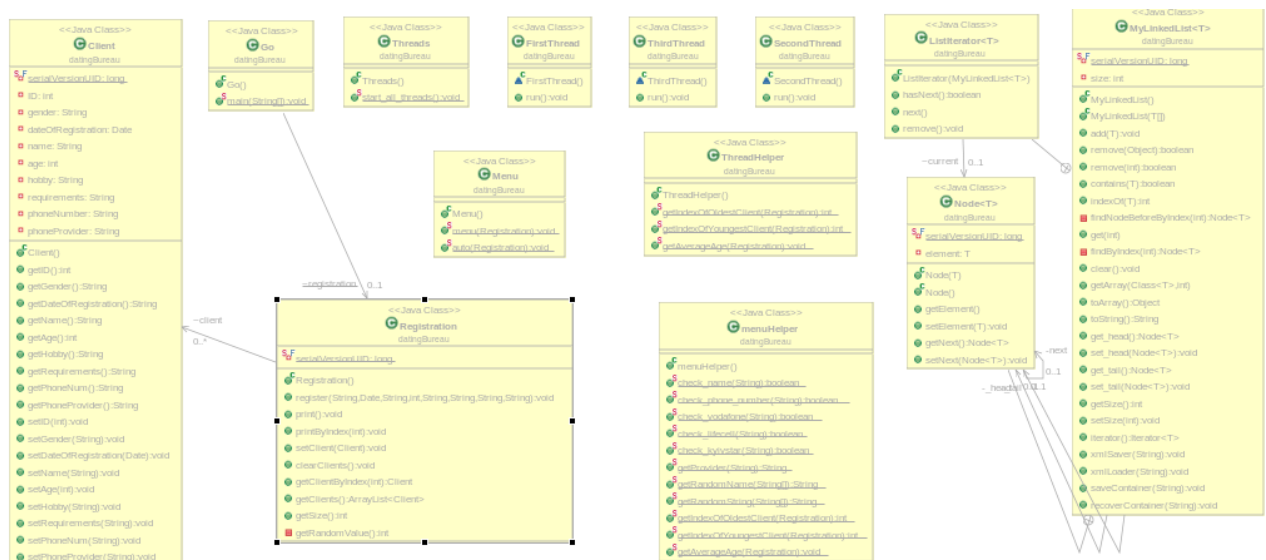 <<Java Class>>
Client
datingBureau
serialVersionUID: long
ID: int
gender: String
dateOfRegistration: Date
name: String
age: int
hobby: String
requirements: String
phoneNumber: String
phoneProvider: String
Client()
getID():int
getGender():String
getDateOfRegistration():String
getName():String
getAge():int
getHobby():String
getRequirements():String
getPhoneNum():String
getPhoneProvider():String
setID(int):void
setGender(String):void
setDateOfRegistration(Date):void
setName(String):void
setAge(int):void
setHobby(String):void
setRequirements(String):void
setPhoneNum(String):void
setPhoneProvider(String):void
<<Java Class>>
Go
datingBureau
Go()
main(String[]):void
<<Java Class>>
Threads
datingBureau
Threads()
start_all_threads():void
<<Java Class>>
FirstThread
datingBureau
FirstThread()
run():void
<<Java Class>>
ThirdThread
datingBureau
ThirdThread()
run():void
<<Java Class>>
SecondThread
datingBureau
SecondThread()
run():void
<<Java Class>>
ListIterator<T>
datingBureau
ListIterator(MyLinkedList<T>)
hasNext():boolean
next()
remove():void
<<Java Class>>
MyLinkedList<T>
datingBureau
serialVersionUID: long
size: int
MyLinkedList()
MyLinkedList(T[])
add(T):void
remove(Object):boolean
remove(int):boolean
contains(T):boolean
indexOf(T):int
findNodeBeforeByIndex(int):Node<T>
get(int)
findByIndex(int):Node<T>
clear():void
getArray(Class<T>,int)
toArray():Object
toString():String
get_head():Node<T>
set_head(Node<T>):void
get_tail():Node<T>
set_tail(Node<T>):void
getSize():int
setSize(int):void
iterator():Iterator<T>
xmlSaver(String):void
xmlLoader(String):void
saveContainer(String):void
recoverContainer(String):void
<<Java Class>>
Menu
datingBureau
Menu()
menu(Registration):void
auto(Registration):void
<<Java Class>>
ThreadHelper
datingBureau
ThreadHelper()
getIndexOfOldestClient(Registration):int
getIndexOfYoungestClient(Registration):int
getAverageAge(Registration):void
~current 0..1
<<Java Class>>
Node<T>
datingBureau
serialVersionUID: long
element: T
Node(T)
Node()
getElement()
setElement(T):void
getNext():Node<T>
setNext(Node<T>):void
-next
0..1
~registration 0..1
~client
0..*
<<Java Class>>
Registration
datingBureau
serialVersionUID: long
Registration()
register(String,Date,String,int,String,String,String,String):void
print():void
printByIndex(int):void
setClient(Client):void
clearClients():void
getClientByIndex(int):Client
getClients():ArrayList<Client>
getSize():int
getRandomValue():int
<<Java Class>>
menuHelper
datingBureau
menuHelper()
check_name(String):boolean
check_phone_number(String):boolean
check_vodafone(String):boolean
check_lifecell(String):boolean
check_kyivstar(String):boolean
getProvider(String):String
getRandomName(String[]):String
getRandomString(String[]):String
getIndexOfOldestClient(Registration):int
getIndexOfYoungestClient(Registration):int
getAverageAge(Registration):void